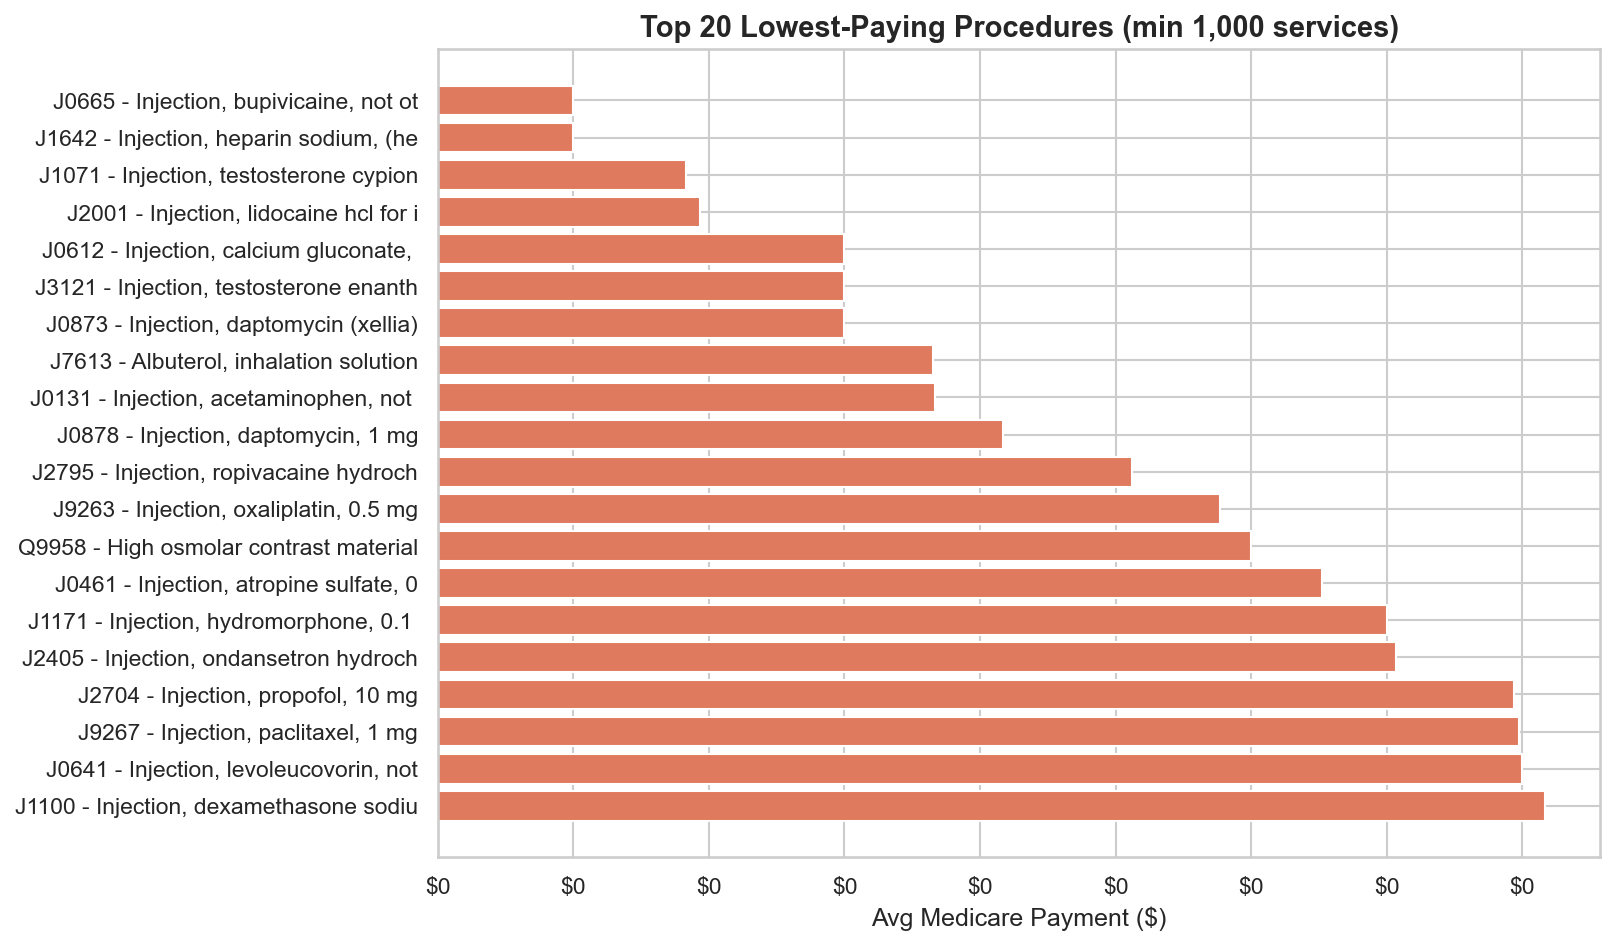 Top 20 Lowest-Paying Procedures (min 1,000 services)
J0665 - Injection, bupivicaine, not ot
J1642 - Injection, heparin sodium, (he
J1071 - Injection, testosterone cypion
J2001 - Injection, lidocaine hcl for i
J0612 - Injection, calcium gluconate,
J3121 - Injection, testosterone enanth
J0873 - Injection, daptomycin (xellia)
J7613 - Albuterol, inhalation solution
J0131 - Injection, acetaminophen, not
J0878 - Injection, daptomycin, 1 mg
J2795 - Injection, ropivacaine hydroch
J9263 - Injection, oxaliplatin, 0.5 mg
Q9958 - High osmolar contrast material
J0461 - Injection, atropine sulfate, 0
J1171 - Injection, hydromorphone, 0.1
J2405 - Injection, ondansetron hydroch
J2704 - Injection, propofol, 10 mg
J9267 - Injection, paclitaxel, 1 mg
J0641 - Injection, levoleucovorin, not
J1100 - Injection, dexamethasone sodiu
$0 $0 $0 $0 $0 $0 $0 $0 $0
Avg Medicare Payment ($)